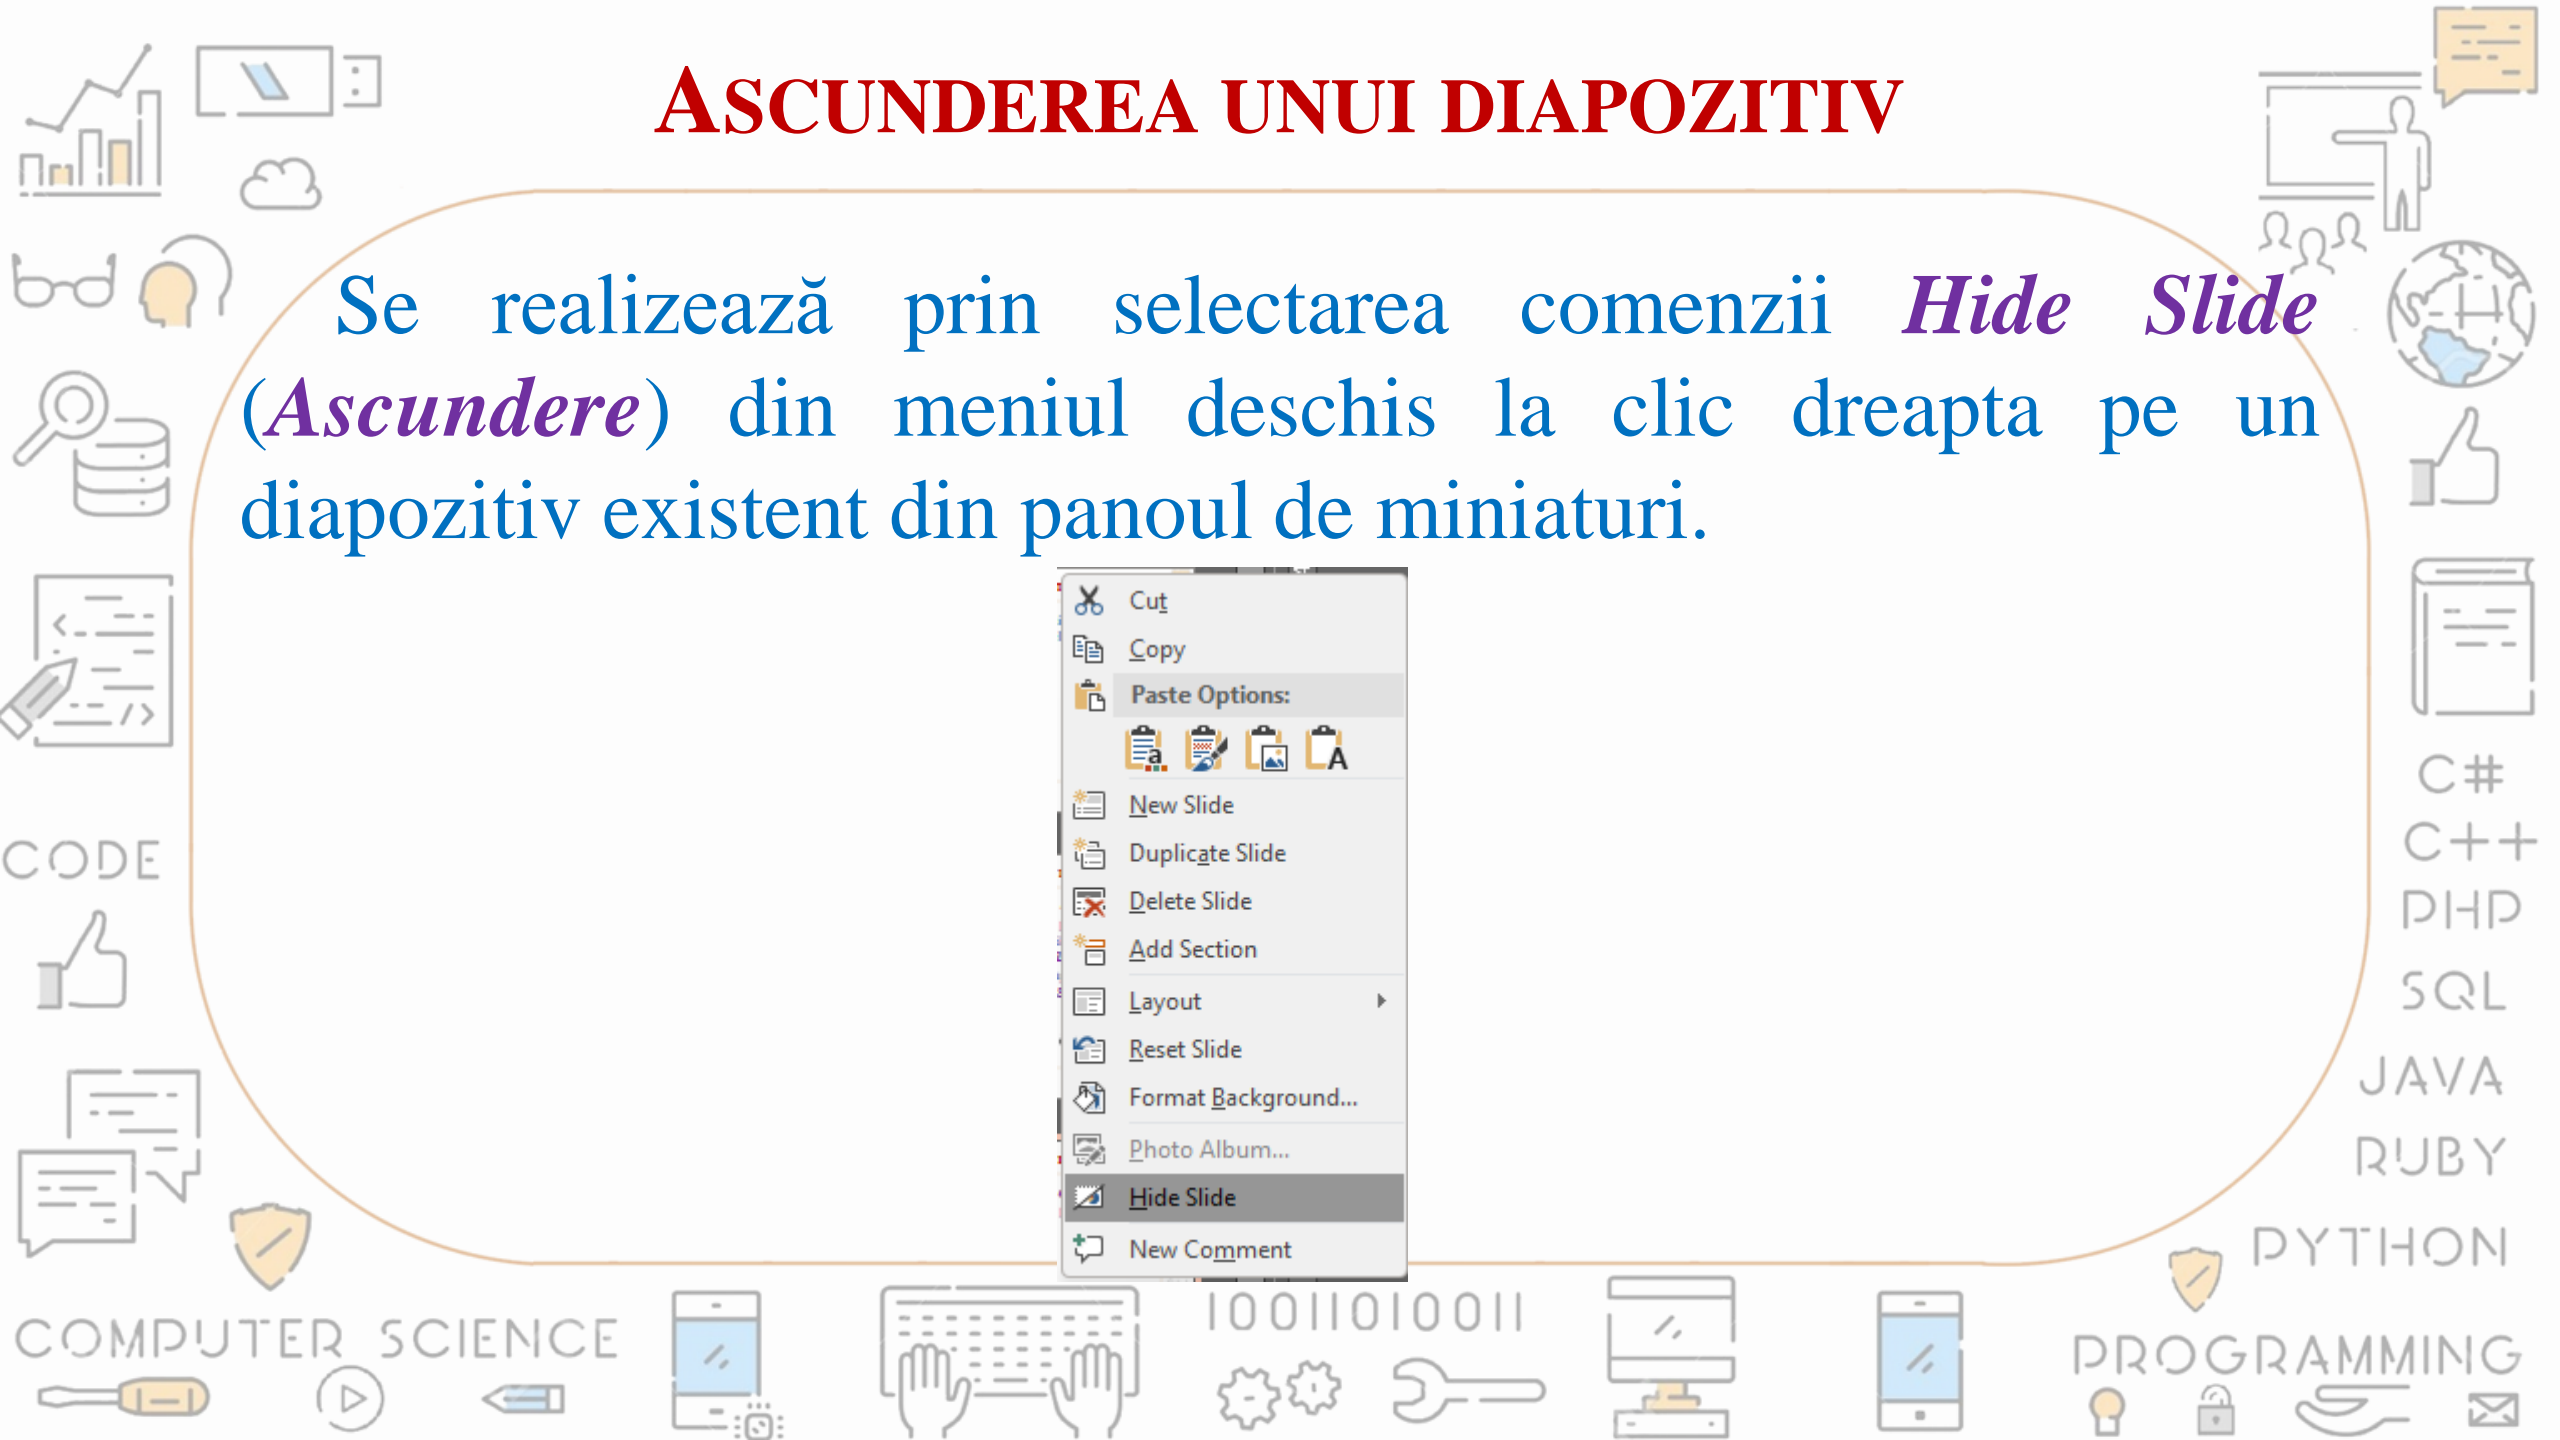 ASCUNDEREA UNUI DIAPOZITIV
Se realizează prin selectarea comenzii Hide Slide
(Ascundere) din meniul deschis la clic dreapta pe un
diapozitiv existent din panoul de miniaturi.
Cut
Copy
Paste Options:
New Slide
Duplicate Slide
Delete Slide
Add Section
Layout
Reset Slide
Format Background...
Photo Album...
Hide Slide
New Comment
CODE
C#
C++
PHP
SQL
JAVA
RUBY
PYTHON
COMPUTER SCIENCE
10011010011
PROGRAMMING